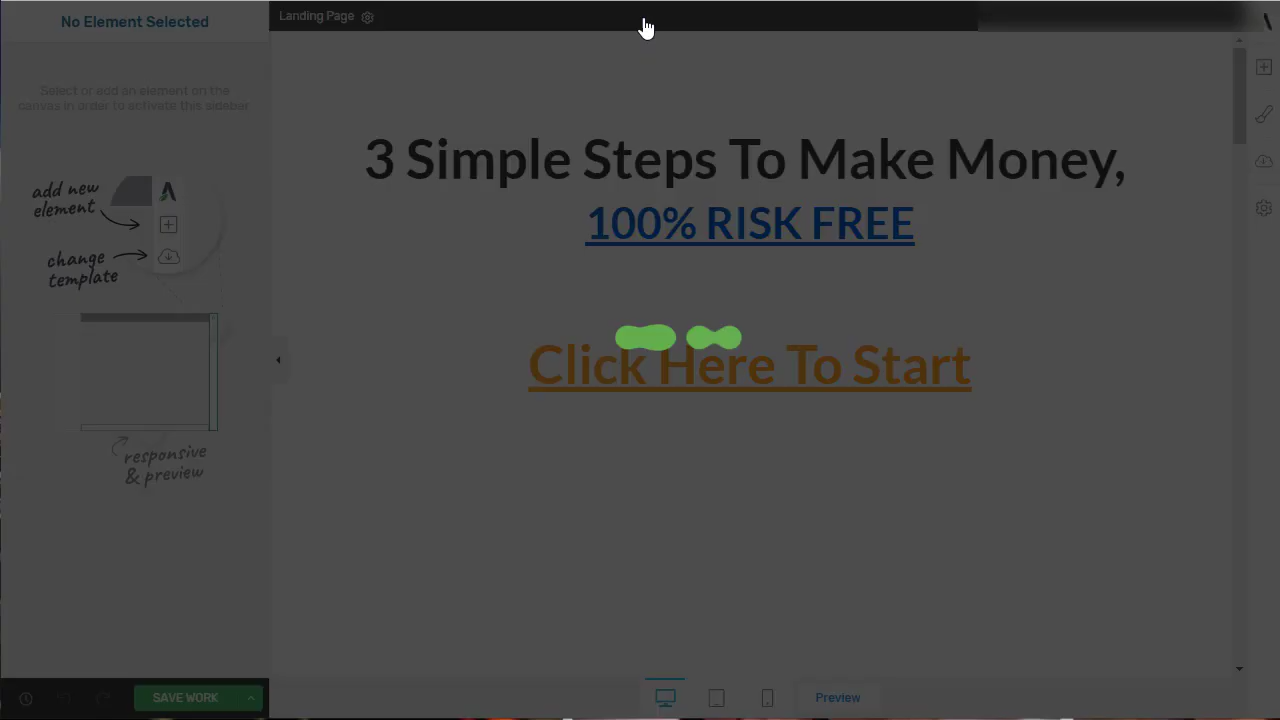 No Element Selected
Landing Page
Select or add an element on the
canvas in order to activate this sidebar
add new
element
change
template
responsive
& preview
3 Simple Steps To Make Money,
100% RISK FREE
Click Here To Start
SAVE WORK
Preview